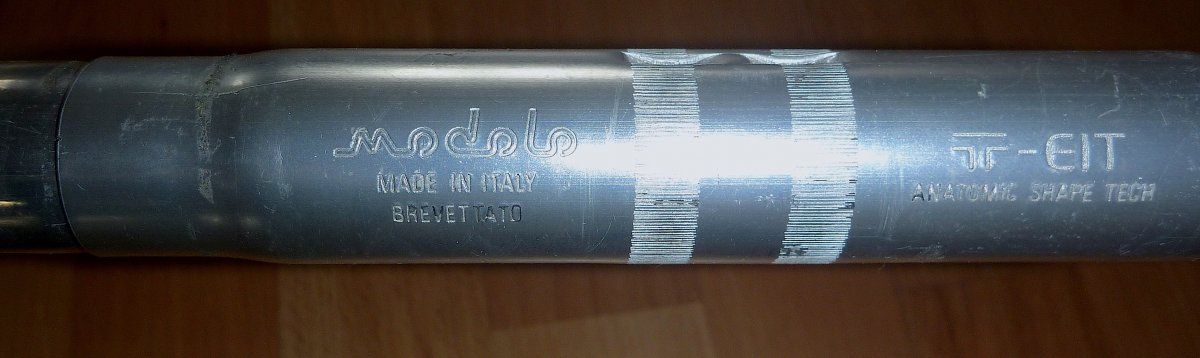 modolo
MADE IN ITALY
BREVETTATO
π-EIT
ANATOMIC SHAPE TECH